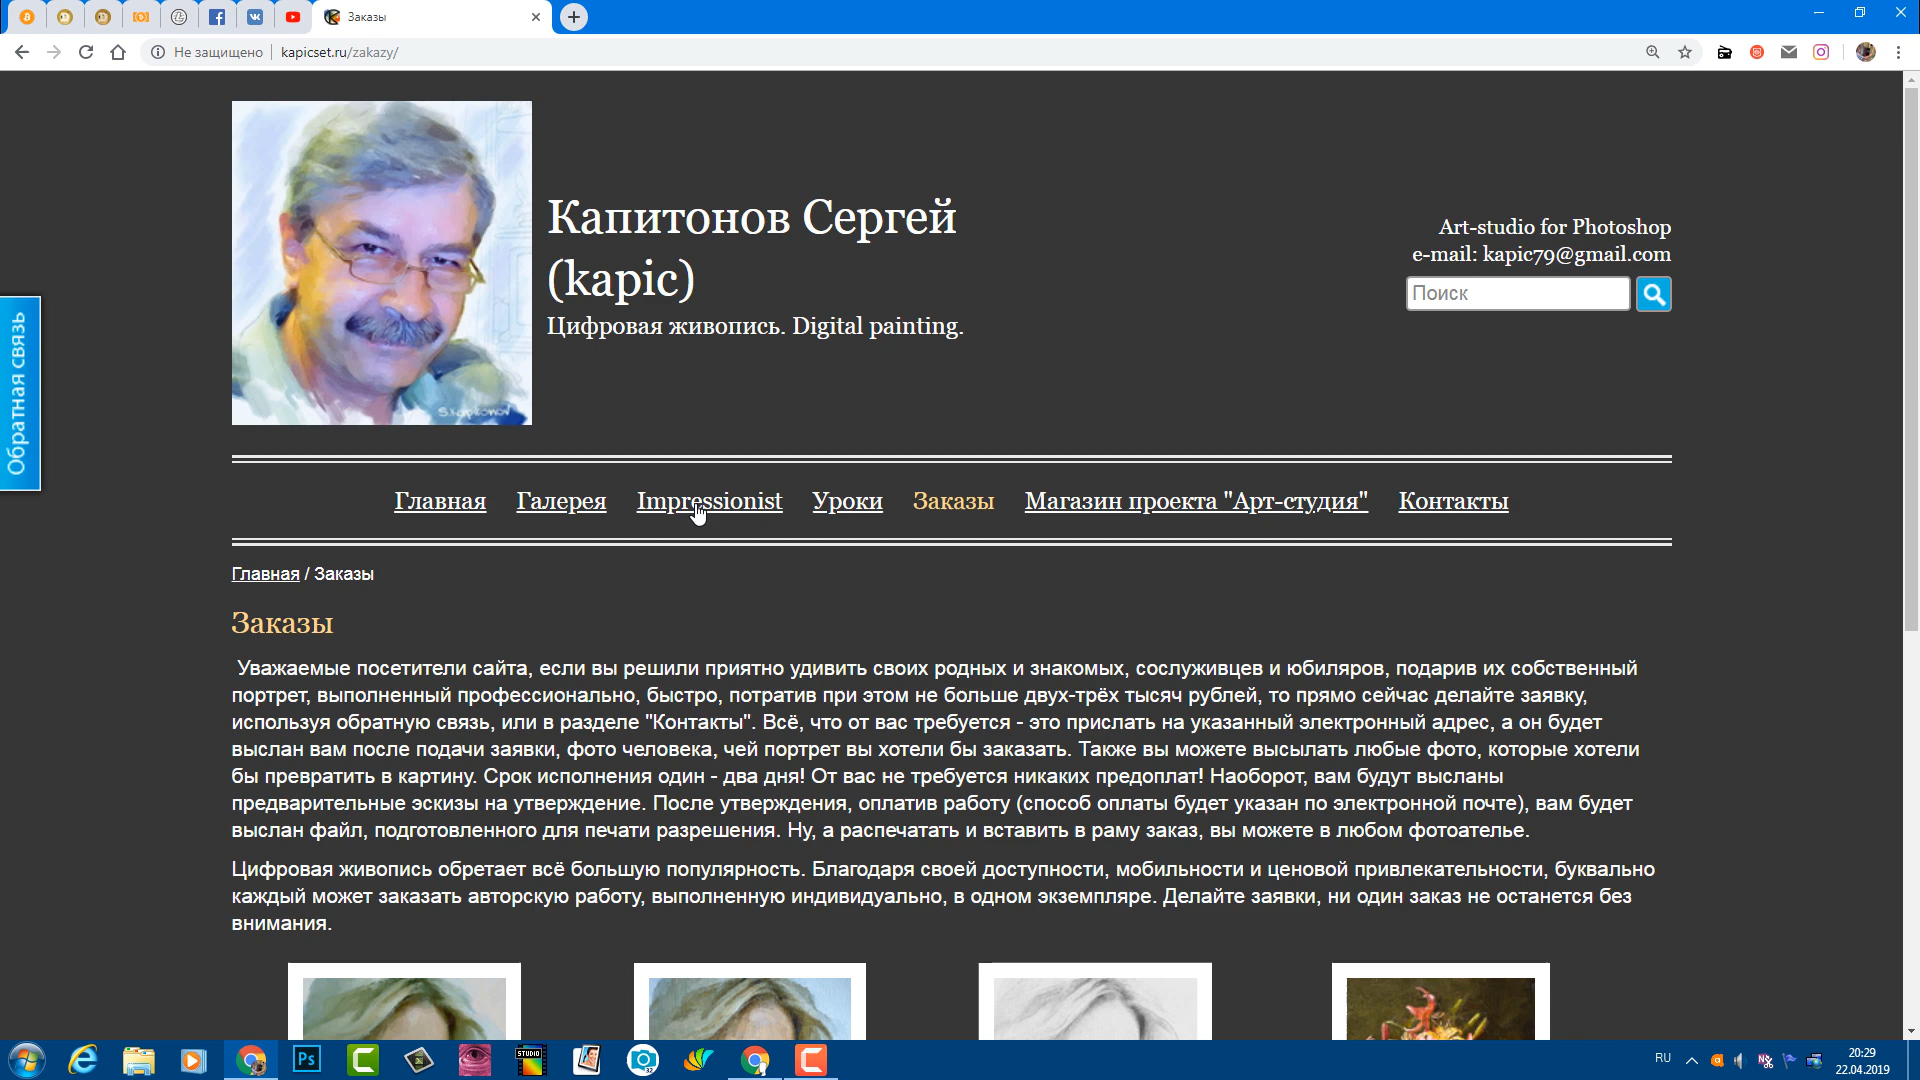 Заказы
Не защищено
kapicset.ru/zakazy/
Капитонов Сергей
(kapic)
Цифровая живопись. Digital painting.
Art-studio for Photoshop
e-mail: kapic79@gmail.com
Поиск
S.Kapitonov
Обратная связь
Главная Галерея Impressionist Уроки Заказы Магазин проекта "Арт-студия" Контакты
Главная / Заказы
Заказы
Уважаемые посетители сайта, если вы решили приятно удивить своих родных и знакомых, сослуживцев и юбиляров, подарив их собственный
портрет, выполненный профессионально, быстро, потратив при этом не больше двух-трёх тысяч рублей, то прямо сейчас делайте заявку,
используя обратную связь, или в разделе "Контакты". Всё, что от вас требуется - это прислать на указанный электронный адрес, а он будет
выслан вам после подачи заявки, фото человека, чей портрет вы хотели бы заказать. Также вы можете высылать любые фото, которые хотели
бы превратить в картину. Срок исполнения один - два дня! От вас не требуется никаких предоплат! Наоборот, вам будут высланы
предварительные эскизы на утверждение. После утверждения, оплатив работу (способ оплаты будет указан по электронной почте), вам будет
выслан файл, подготовленного для печати разрешения. Ну, а распечатать и вставить в раму заказ, вы можете в любом фотоателье.
Цифровая живопись обретает всё большую популярность. Благодаря своей доступности, мобильности и ценовой привлекательности, буквально
каждый может заказать авторскую работу, выполненную индивидуально, в одном экземпляре. Делайте заявки, ни один заказ не останется без
внимания.
Ps
STUDIO
32
RU
20:29
22.04.2019